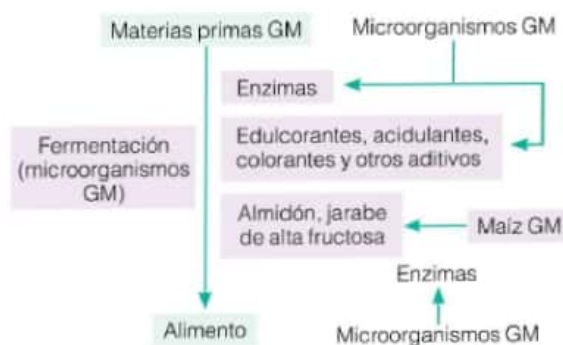 Materias primas GM
Microorganismos GM
Enzimas
Fermentación
(microorganismos
GM)
Edulcorantes, acidulantes,
colorantes y otros aditivos
Almidón, jarabe
de alta fructosa
Maíz GM
Enzimas
Alimento
Microorganismos GM